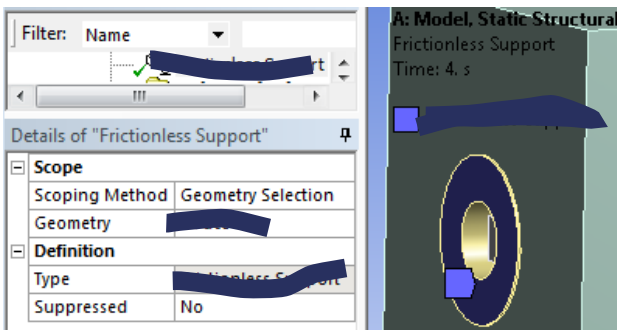 Filter: Name
Details of "Frictionless Support"
Scope
Scoping Method Geometry Selection
Geometry
Definition
Type
Suppressed No
A: Model, Static Structural
Frictionless Support
Time: 4. s